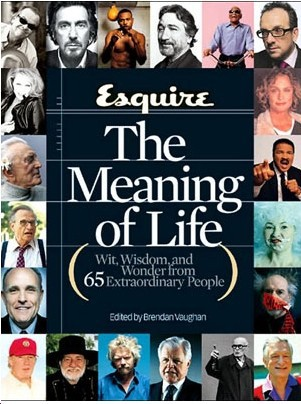 Esquire
The
Meaning
of Life
(Wit, Wisdom, and
Wonder from
65 Extraordinary People)
Edited by Brendan Vaughan